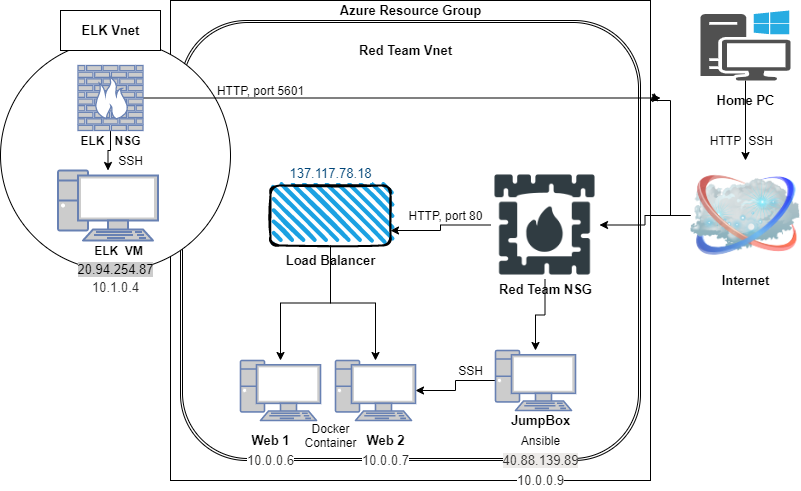 Azure Resource Group
ELK Vnet
Red Team Vnet
HTTP, port 5601
Home PC
ELK NSG
HTTP SSH
SSH
137.117.78.18
HTTP, port 80
ELK VM
Load Balancer
20.94.254.87
10.1.0.4
Red Team NSG
Internet
SSH
Web 1
Docker
Container
Web 2
JumpBox
Ansible
10.0.0.6
10.0.0.7
40.88.139.89
10.0.0.9